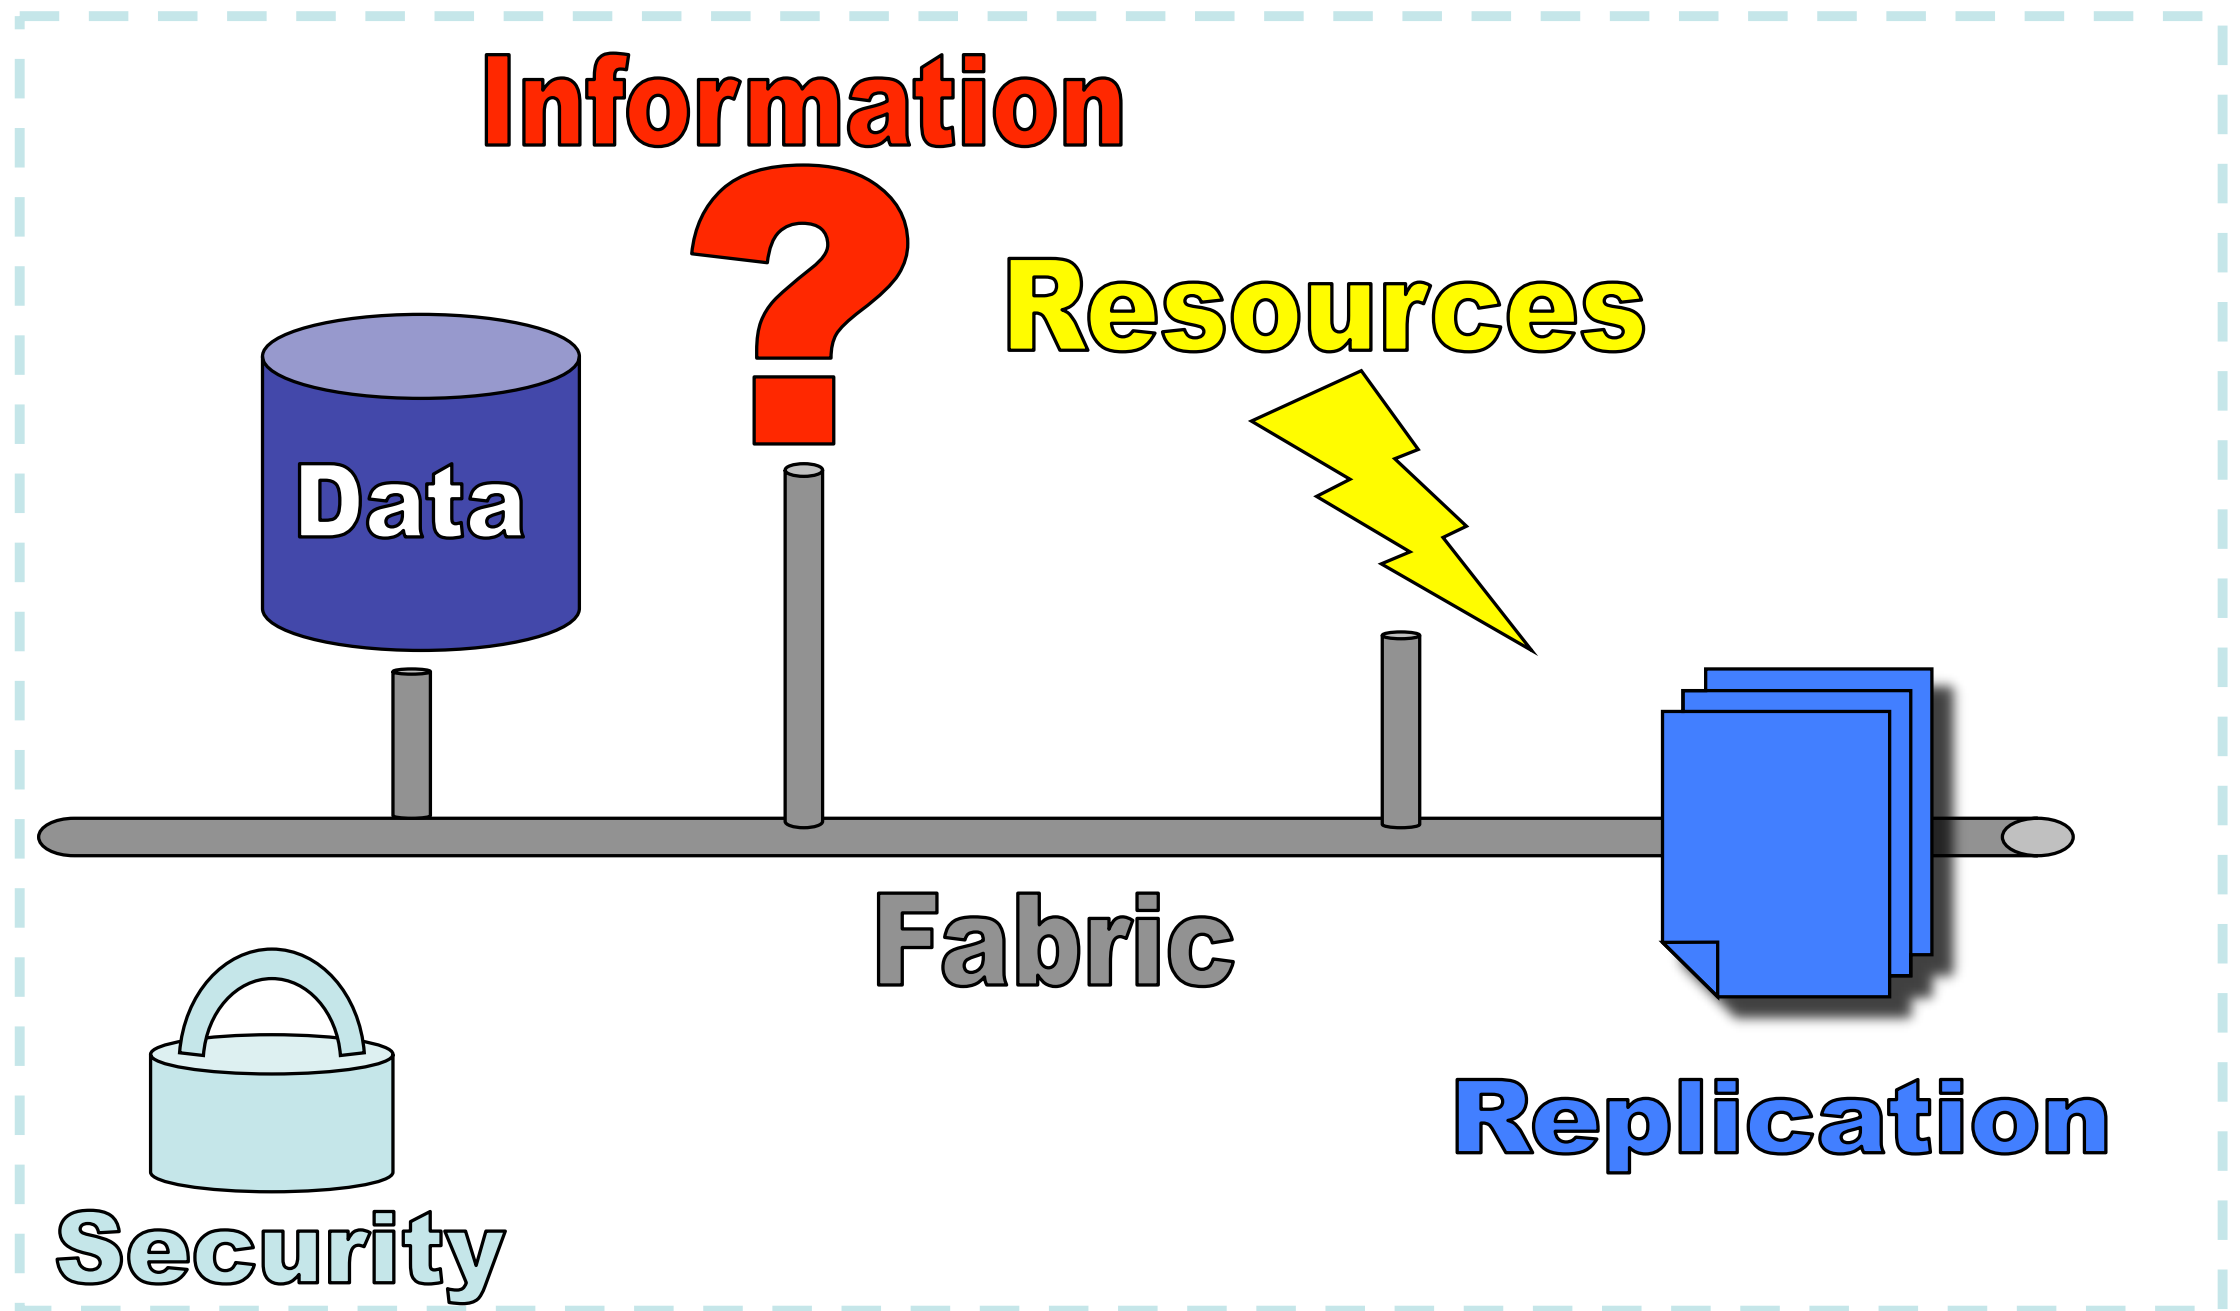 Information
Resources
Data
Fabric
Replication
Security